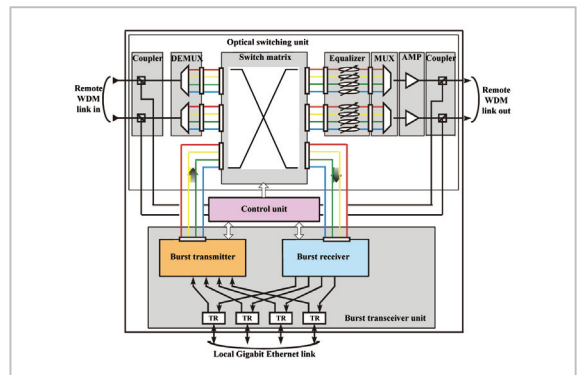 Optical switching unit
Coupler
DEMUX
Switch matrix
Equalizer
MUX
AMP
Coupler
Remote
WDM
link in
Remote
WDM
link out
Control unit
Burst transmitter
Burst receiver
TR
TR
TR
TR
Burst transceiver unit
Local Gigabit Ethernet link